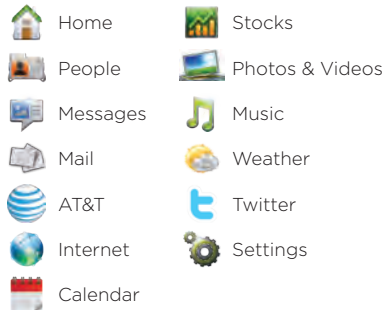 Home
People
Messages
Mail
AT&T
Internet
Calendar
Stocks
Photos & Videos
Music
Weather
Twitter
Settings